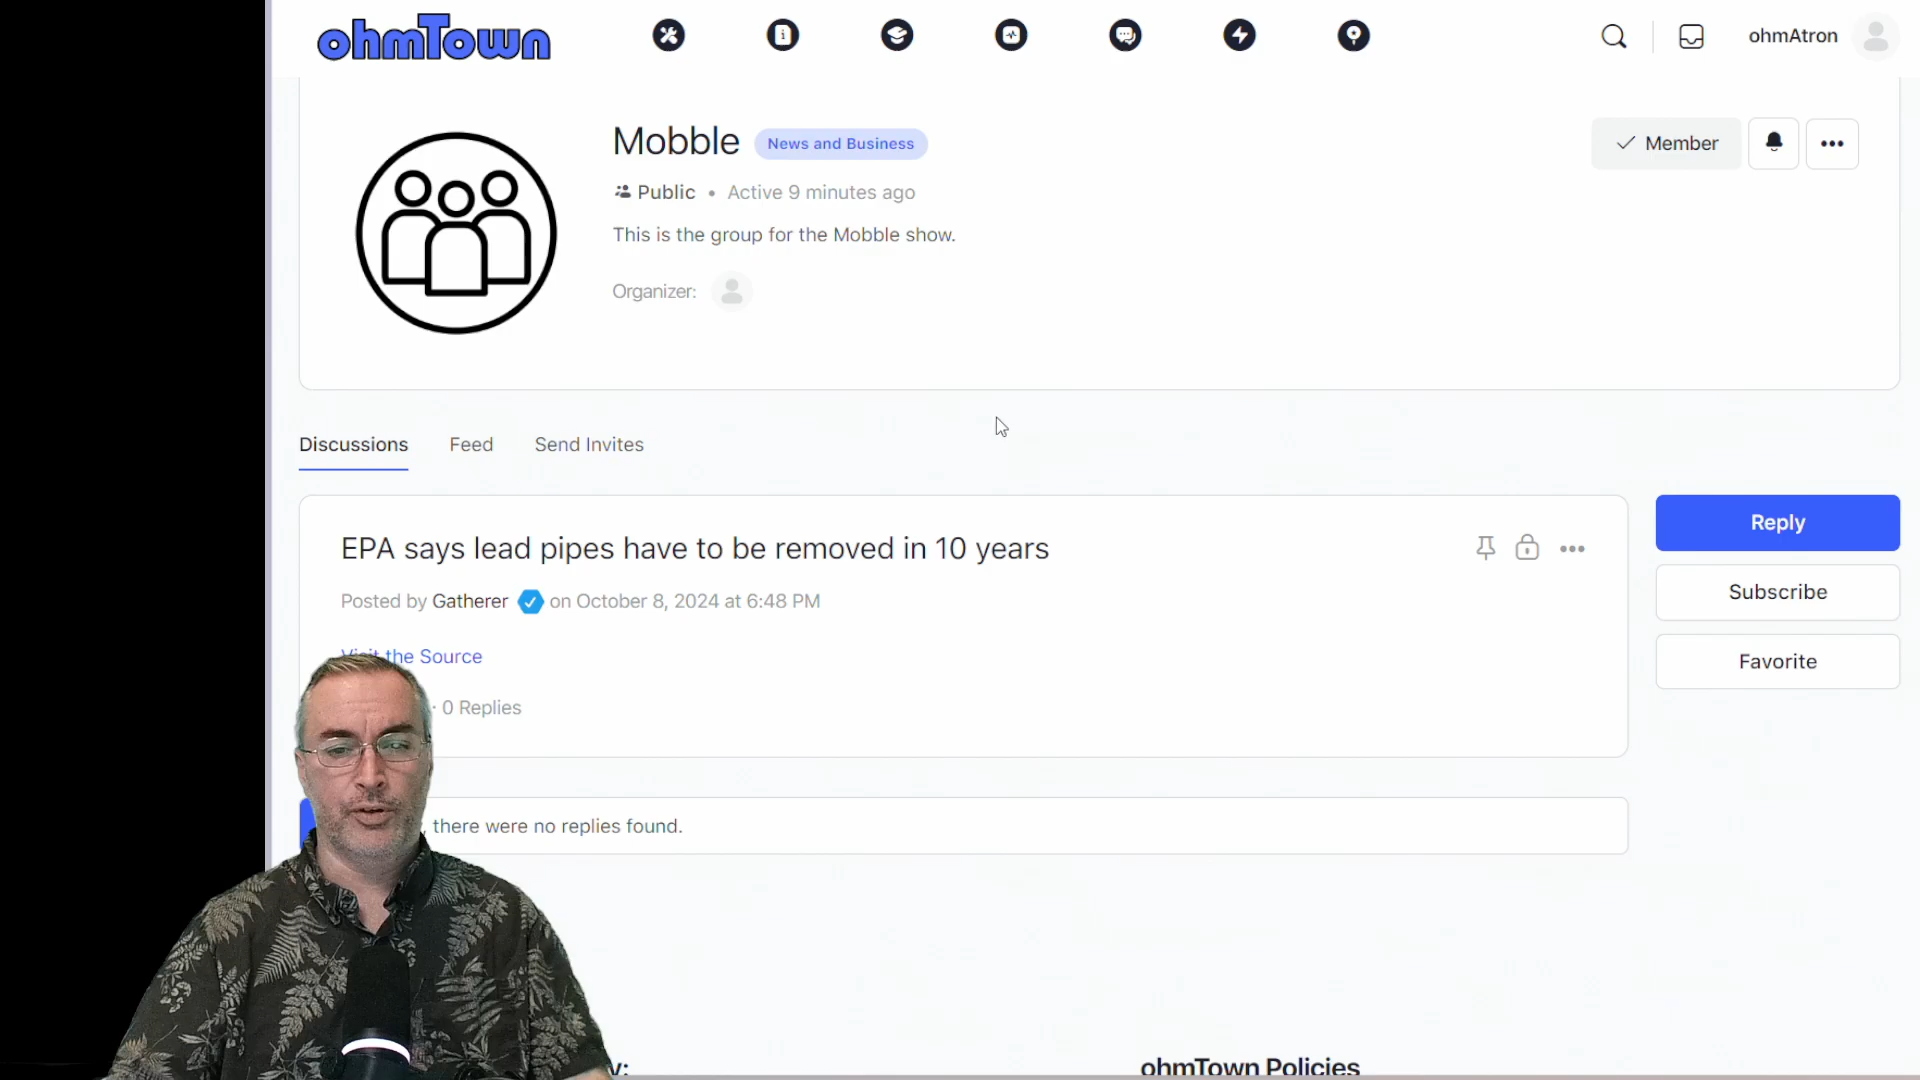 ohmTown
ohmAtron
Mobble News and Business
Member
Public • Active 9 minutes ago
This is the group for the Mobble show.
Organizer:
Discussions Feed Send Invites
EPA says lead pipes have to be removed in 10 years
Reply
Posted by Gatherer on October 8, 2024 at 6:48 PM
Subscribe
Visit the Source
Favorite
· 0 Replies
, there were no replies found.
ohmTown Policies